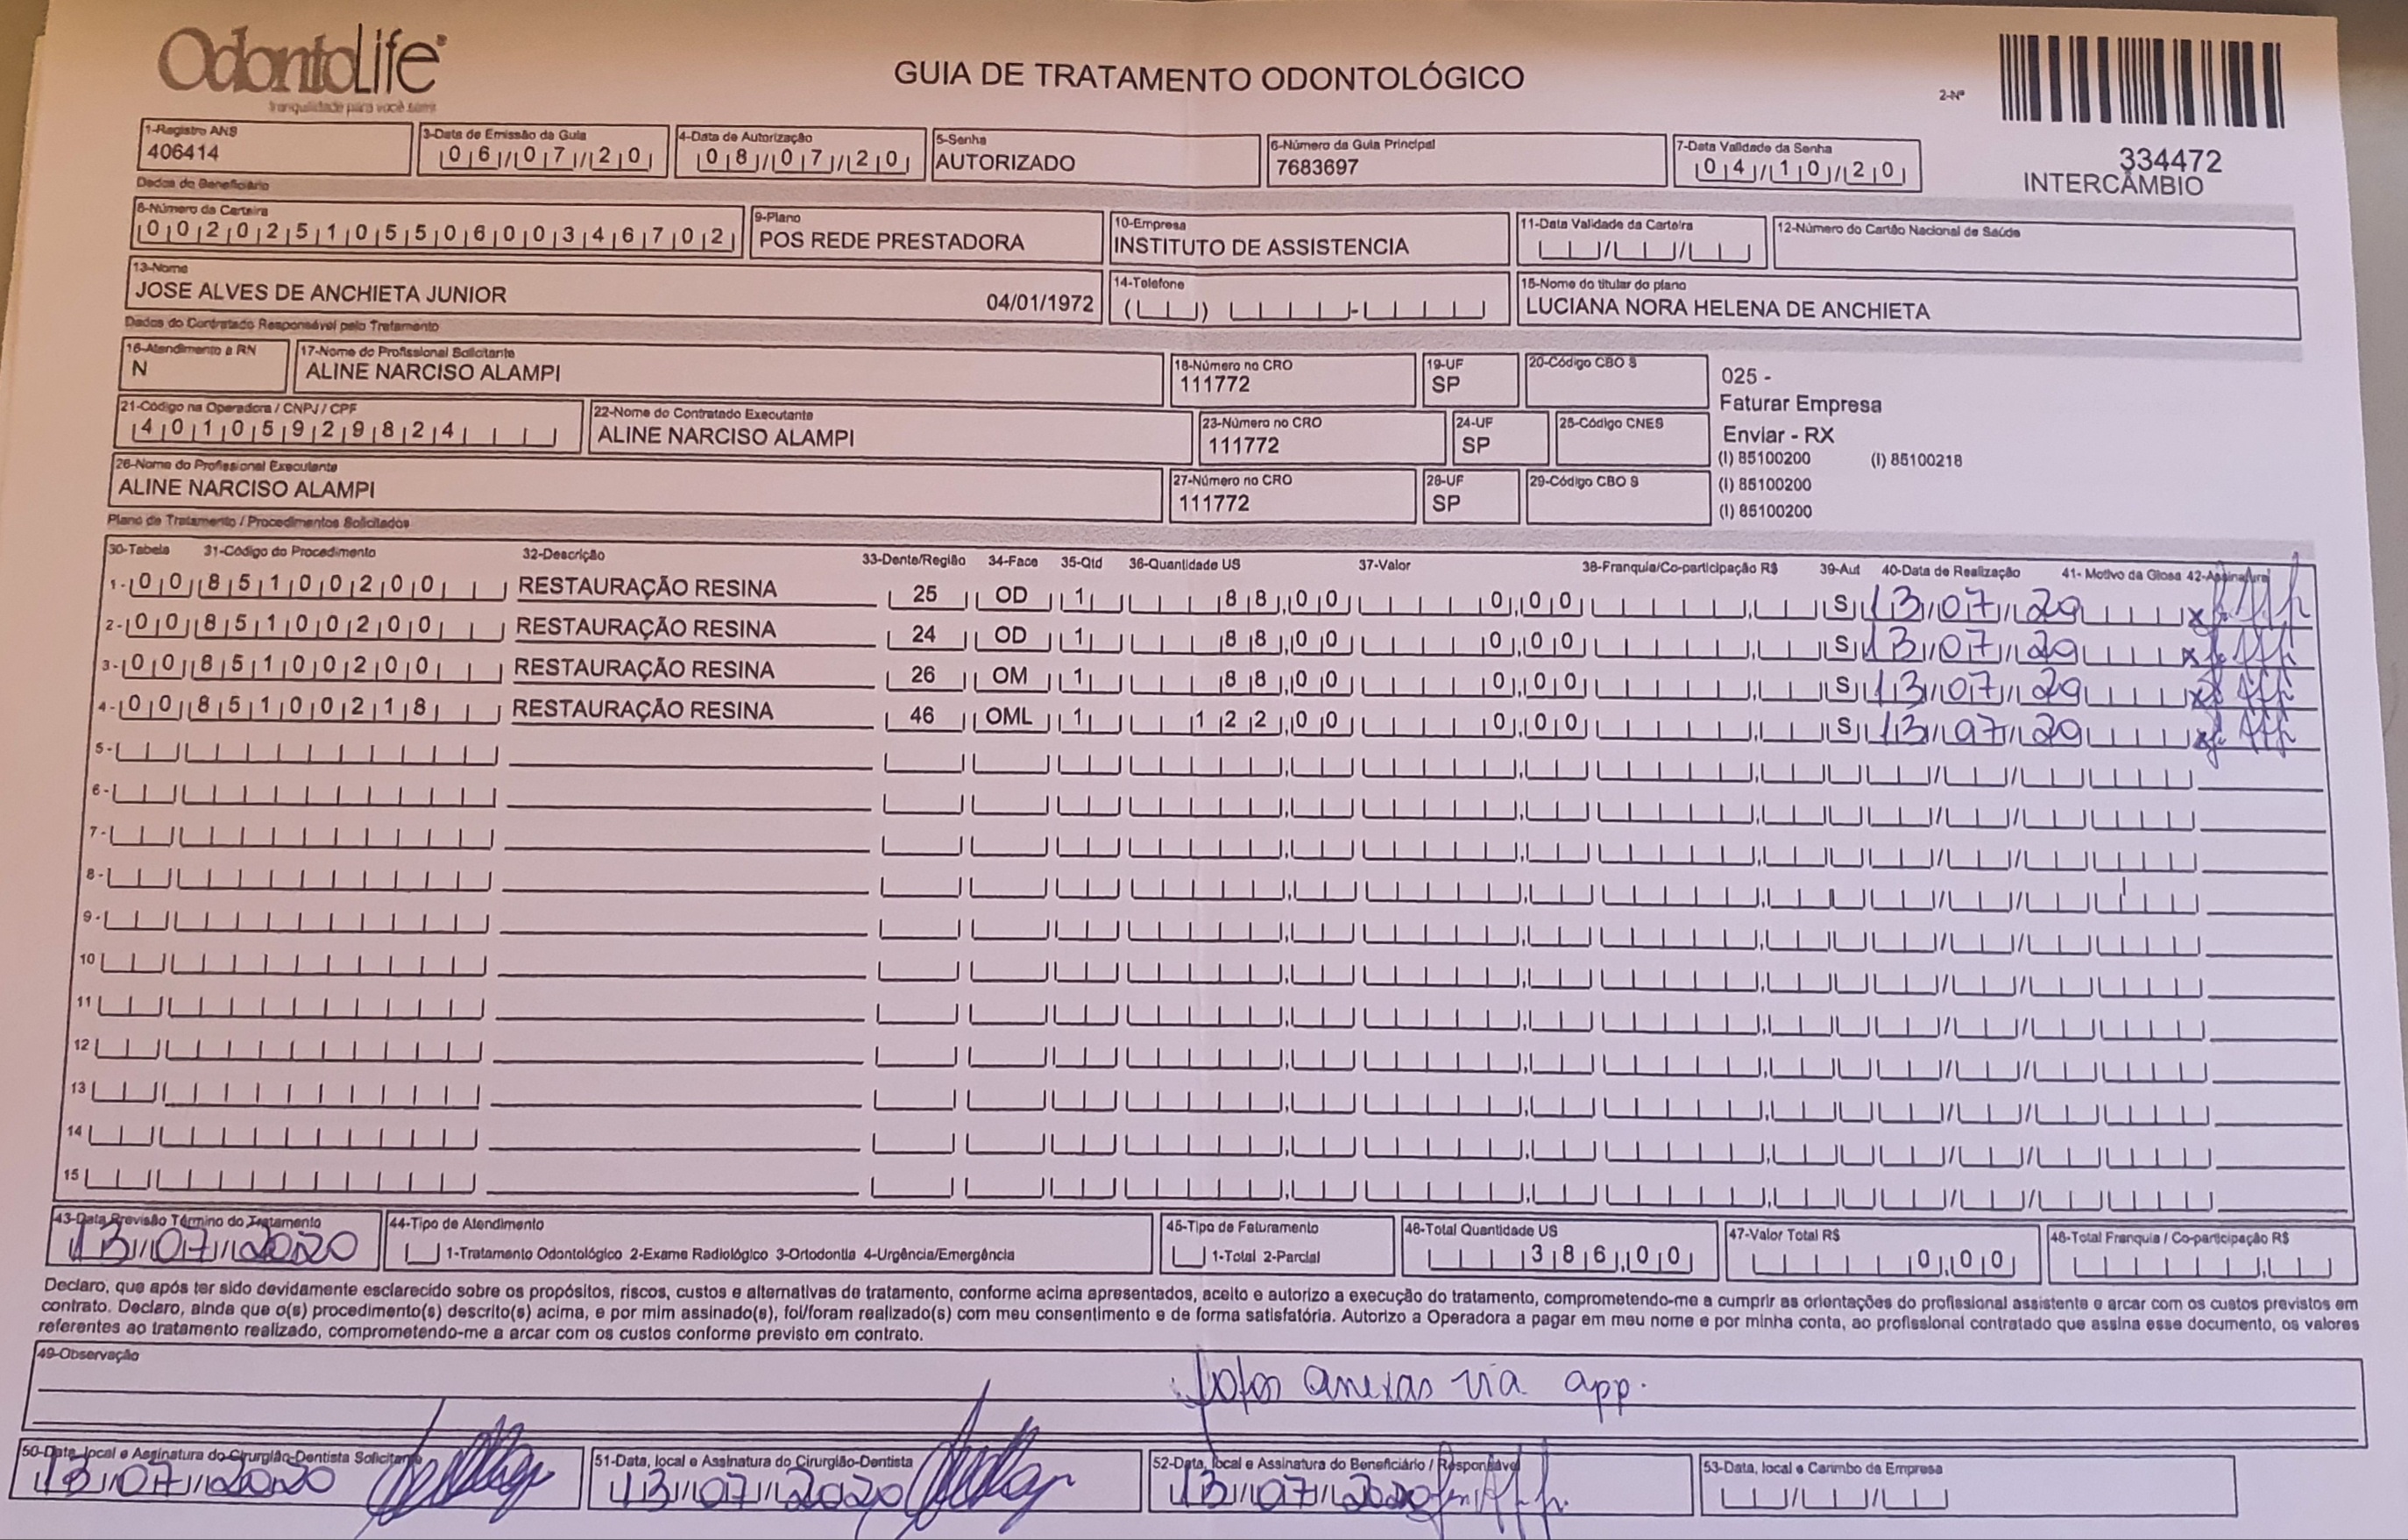 OdontoLife®
tranquilidade para você sorrir
GUIA DE TRATAMENTO ODONTOLÓGICO
2-Nº
334472
INTERCÂMBIO
1-Registro ANS
406414
3-Data de Emissão da Guia
06/07/20
4-Data de Autorização
08/07/20
5-Senha
AUTORIZADO
6-Número da Guia Principal
7683697
7-Data Validade da Senha
04/10/20
Dados do Beneficiário
8-Número da Carteira
00202510550600346702
9-Plano
POS REDE PRESTADORA
10-Empresa
INSTITUTO DE ASSISTENCIA
11-Data Validade da Carteira
12-Número do Cartão Nacional de Saúde
13-Nome
JOSE ALVES DE ANCHIETA JUNIOR 04/01/1972
14-Telefone
15-Nome do titular do plano
LUCIANA NORA HELENA DE ANCHIETA
Dados do Contratado Responsável pelo Tratamento
16-Atendimento a RN
N
17-Nome do Profissional Solicitante
ALINE NARCISO ALAMPI
18-Número no CRO
111772
19-UF
SP
20-Código CBO S
025 -
Faturar Empresa
Enviar - RX
(I) 85100200 (I) 85100218
(I) 85100200
(I) 85100200
21-Código na Operadora / CNPJ / CPF
40105929824
22-Nome do Contratado Executante
ALINE NARCISO ALAMPI
23-Número no CRO
111772
24-UF
SP
25-Código CNES
26-Nome do Profissional Executante
ALINE NARCISO ALAMPI
27-Número no CRO
111772
28-UF
SP
29-Código CBO S
Plano de Tratamento / Procedimentos Solicitados
30-Tabela 31-Código do Procedimento 32-Descrição 33-Dente/Região 34-Face 35-Qtd 36-Quantidade US 37-Valor 38-Franquia/Co-participação R$ 39-Aut 40-Data de Realização 41- Motivo da Glosa 42-Assinatura
1- 00 85100200 RESTAURAÇÃO RESINA 25 OD 1 88,00 0,00 S 13/07/20
2- 00 85100200 RESTAURAÇÃO RESINA 24 OD 1 88,00 0,00 S 13/07/20
3- 00 85100200 RESTAURAÇÃO RESINA 26 OM 1 88,00 0,00 S 13/07/20
4- 00 85100218 RESTAURAÇÃO RESINA 46 OML 1 122,00 0,00 S 13/07/20
5-
6-
7-
8-
9-
10
11
12
13
14
15
43-Data Previsão Término do Tratamento
13/07/2020
44-Tipo de Atendimento
1-Tratamento Odontológico 2-Exame Radiológico 3-Ortodontia 4-Urgência/Emergência
45-Tipo de Faturamento
1-Total 2-Parcial
46-Total Quantidade US
386,00
47-Valor Total R$
0,00
48-Total Franquia / Co-participação R$
Declaro, que após ter sido devidamente esclarecido sobre os propósitos, riscos, custos e alternativas de tratamento, conforme acima apresentados, aceito e autorizo a execução do tratamento, comprometendo-me a cumprir as orientações do profissional assistente e arcar com os custos previstos em
contrato. Declaro, ainda que o(s) procedimento(s) descrito(s) acima, e por mim assinado(s), foi/foram realizado(s) com meu consentimento e de forma satisfatória. Autorizo a Operadora a pagar em meu nome e por minha conta, ao profissional contratado que assina esse documento, os valores
referentes ao tratamento realizado, comprometendo-me a arcar com os custos conforme previsto em contrato.
49-Observação
fotos anexas via app.
50-Data, local e Assinatura do Cirurgião-Dentista Solicitante
13/07/2020
51-Data, local e Assinatura do Cirurgião-Dentista
13/07/2020
52-Data, local e Assinatura do Beneficiário / Responsável
13/07/2020
53-Data, local e Carimbo da Empresa